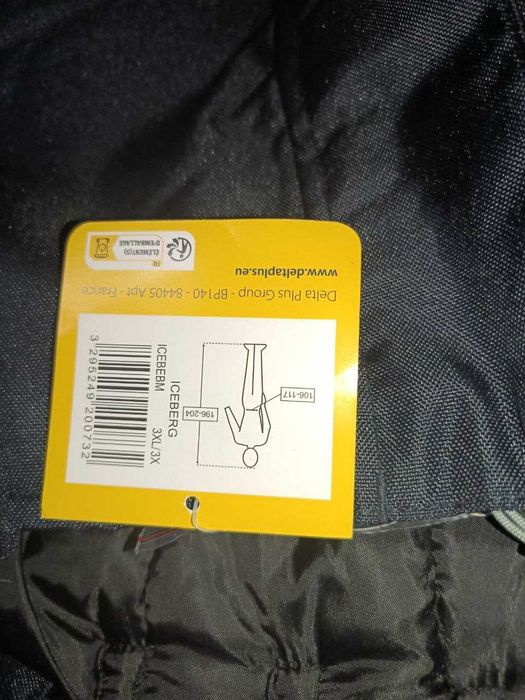 ICEBERG
ICEBEBM 3XL/3X
3 295249 200732
196-204
106-117
Delta Plus Group - BP140 - 84405 Apt - France
www.deltaplus.eu
FR
ÉLÉMENT(S)
D'EMBALLAGE